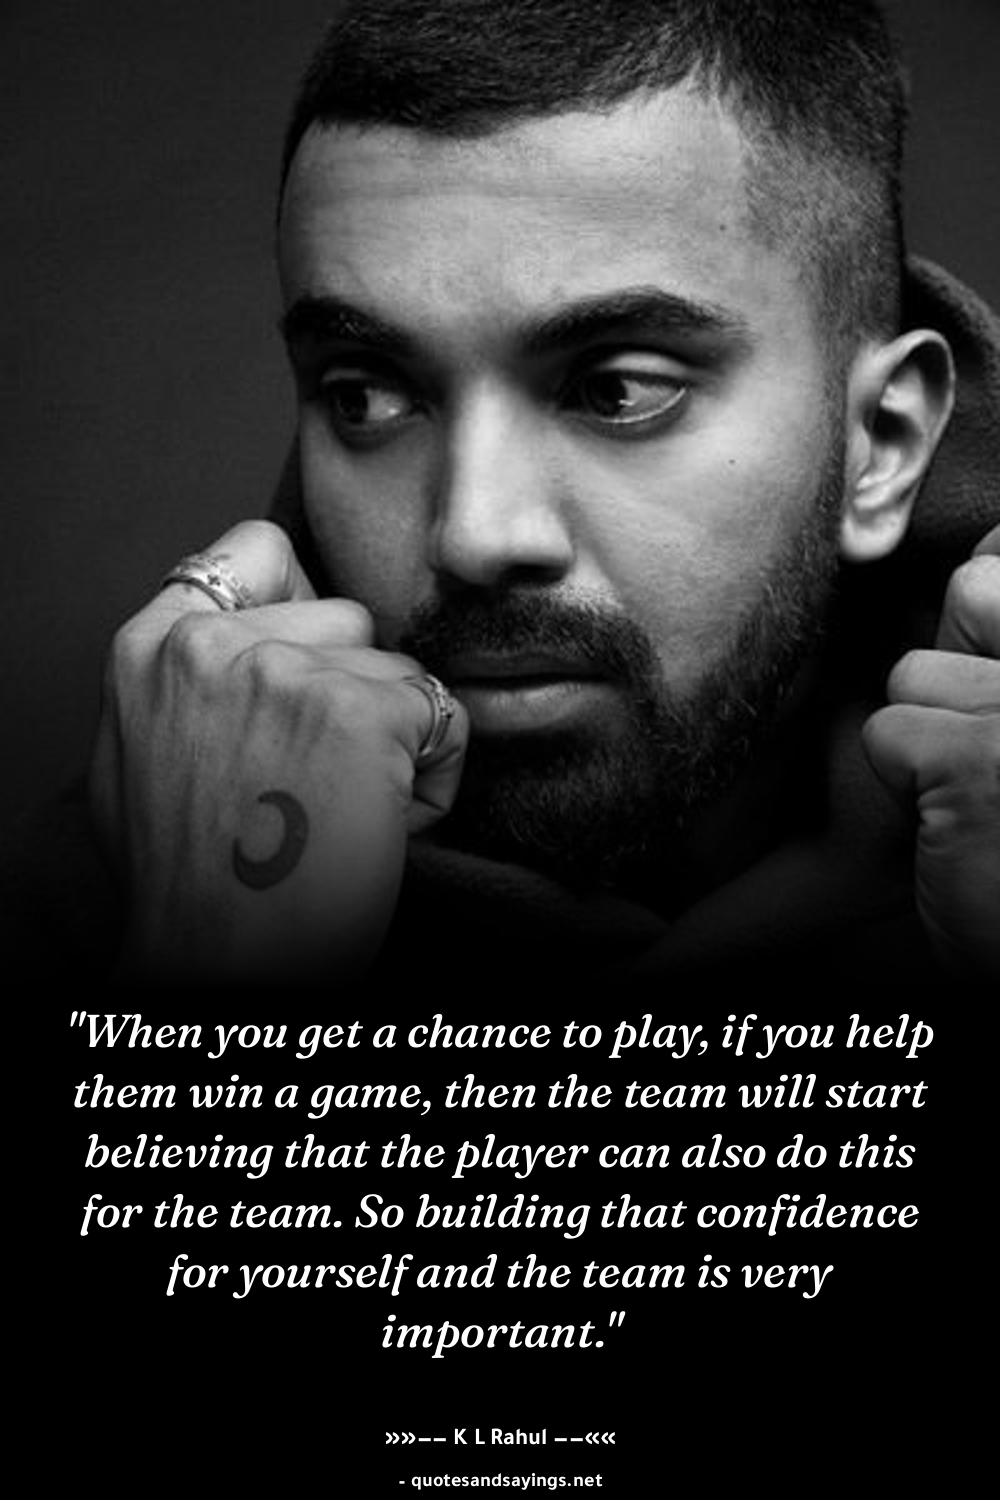 "When you get a chance to play, if you help
them win a game, then the team will start
believing that the player can also do this
for the team. So building that confidence
for yourself and the team is very
important."
»»−− K L Rahul −−««
- quotesandsayings.net